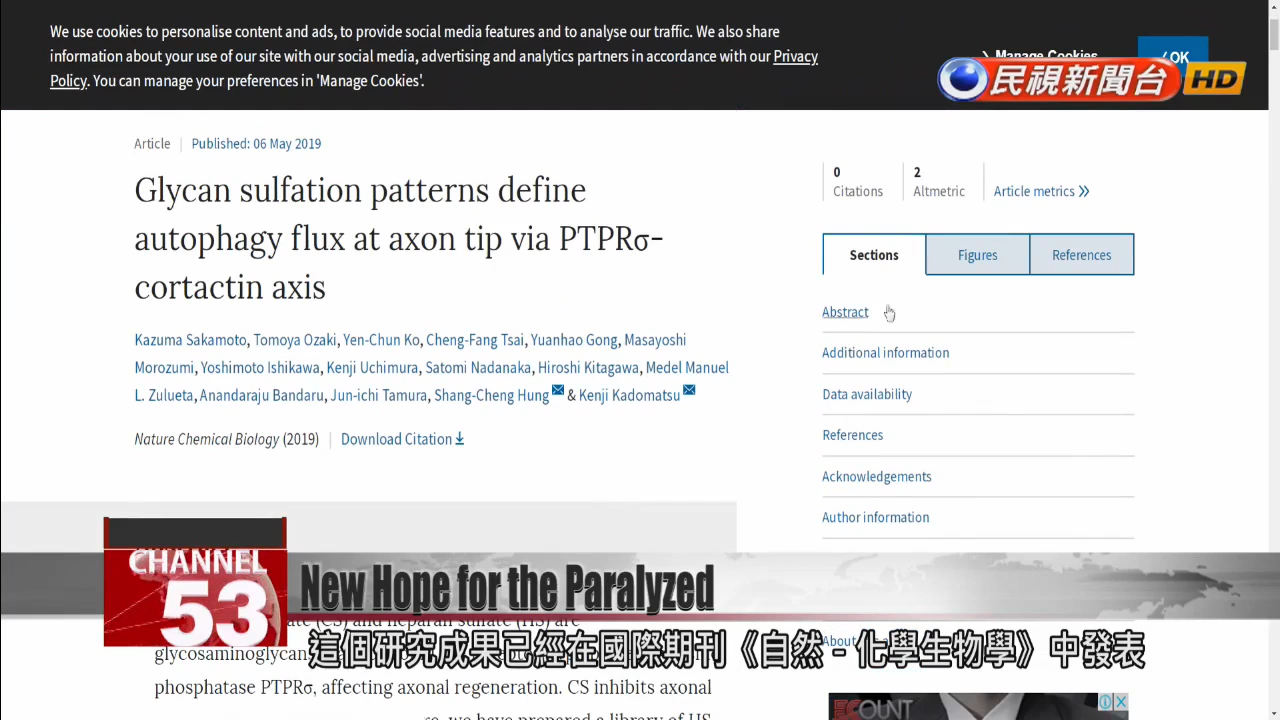 We use cookies to personalise content and ads, to provide social media features and to analyse our traffic. We also share
information about your use of our site with our social media, advertising and analytics partners in accordance with our Privacy
Policy. You can manage your preferences in 'Manage Cookies'.
Manage Cookies
OK
民視新聞台 HD
Article
Published: 06 May 2019
Glycan sulfation patterns define
autophagy flux at axon tip via PTPRσ-
cortactin axis
Kazuma Sakamoto, Tomoya Ozaki, Yen-Chun Ko, Cheng-Fang Tsai, Yuanhao Gong, Masayoshi
Morozumi, Yoshimoto Ishikawa, Kenji Uchimura, Satomi Nadanaka, Hiroshi Kitagawa, Medel Manuel
L. Zulueta, Anandaraju Bandaru, Jun-ichi Tamura, Shang-Cheng Hung & Kenji Kadomatsu
Nature Chemical Biology (2019)
Download Citation
0
Citations
2
Altmetric
Article metrics
Sections
Figures
References
Abstract
Additional information
Data availability
References
Acknowledgements
Author information
CHANNEL
53
New Hope for the Paralyzed
(CS) and heparan sulfate (HS) are
glycosaminoglycan
這個研究成果已經在國際期刊《自然－化學生物學》中發表
phosphatase PTPRσ, affecting axonal regeneration. CS inhibits axonal
we have prepared a library of HS
About
ECOUNT